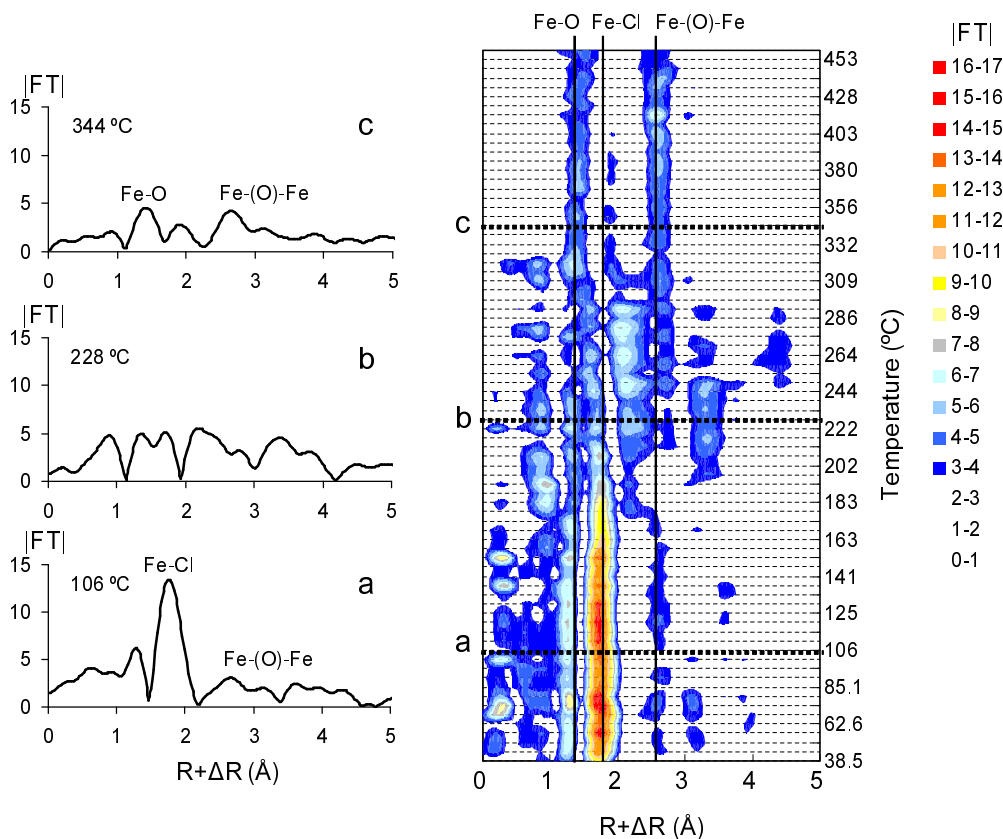 |FT|
15
10
5
0
344 ºC
c
Fe-O
Fe-(O)-Fe
0 1 2 3 4 5
|FT|
15
10
5
0
228 ºC
b
0 1 2 3 4 5
|FT|
15
10
5
0
106 ºC
a
Fe-Cl
Fe-(O)-Fe
0 1 2 3 4 5
R+ΔR (Å)
Fe-O Fe-Cl Fe-(O)-Fe
c
b
a
453
428
403
380
356
332
309
286
264
244
222
202
183
163
141
125
106
85.1
62.6
38.5
Temperature (ºC)
0 1 2 3 4 5
R+ΔR (Å)
|FT|
16-17
15-16
14-15
13-14
12-13
11-12
10-11
9-10
8-9
7-8
6-7
5-6
4-5
3-4
2-3
1-2
0-1